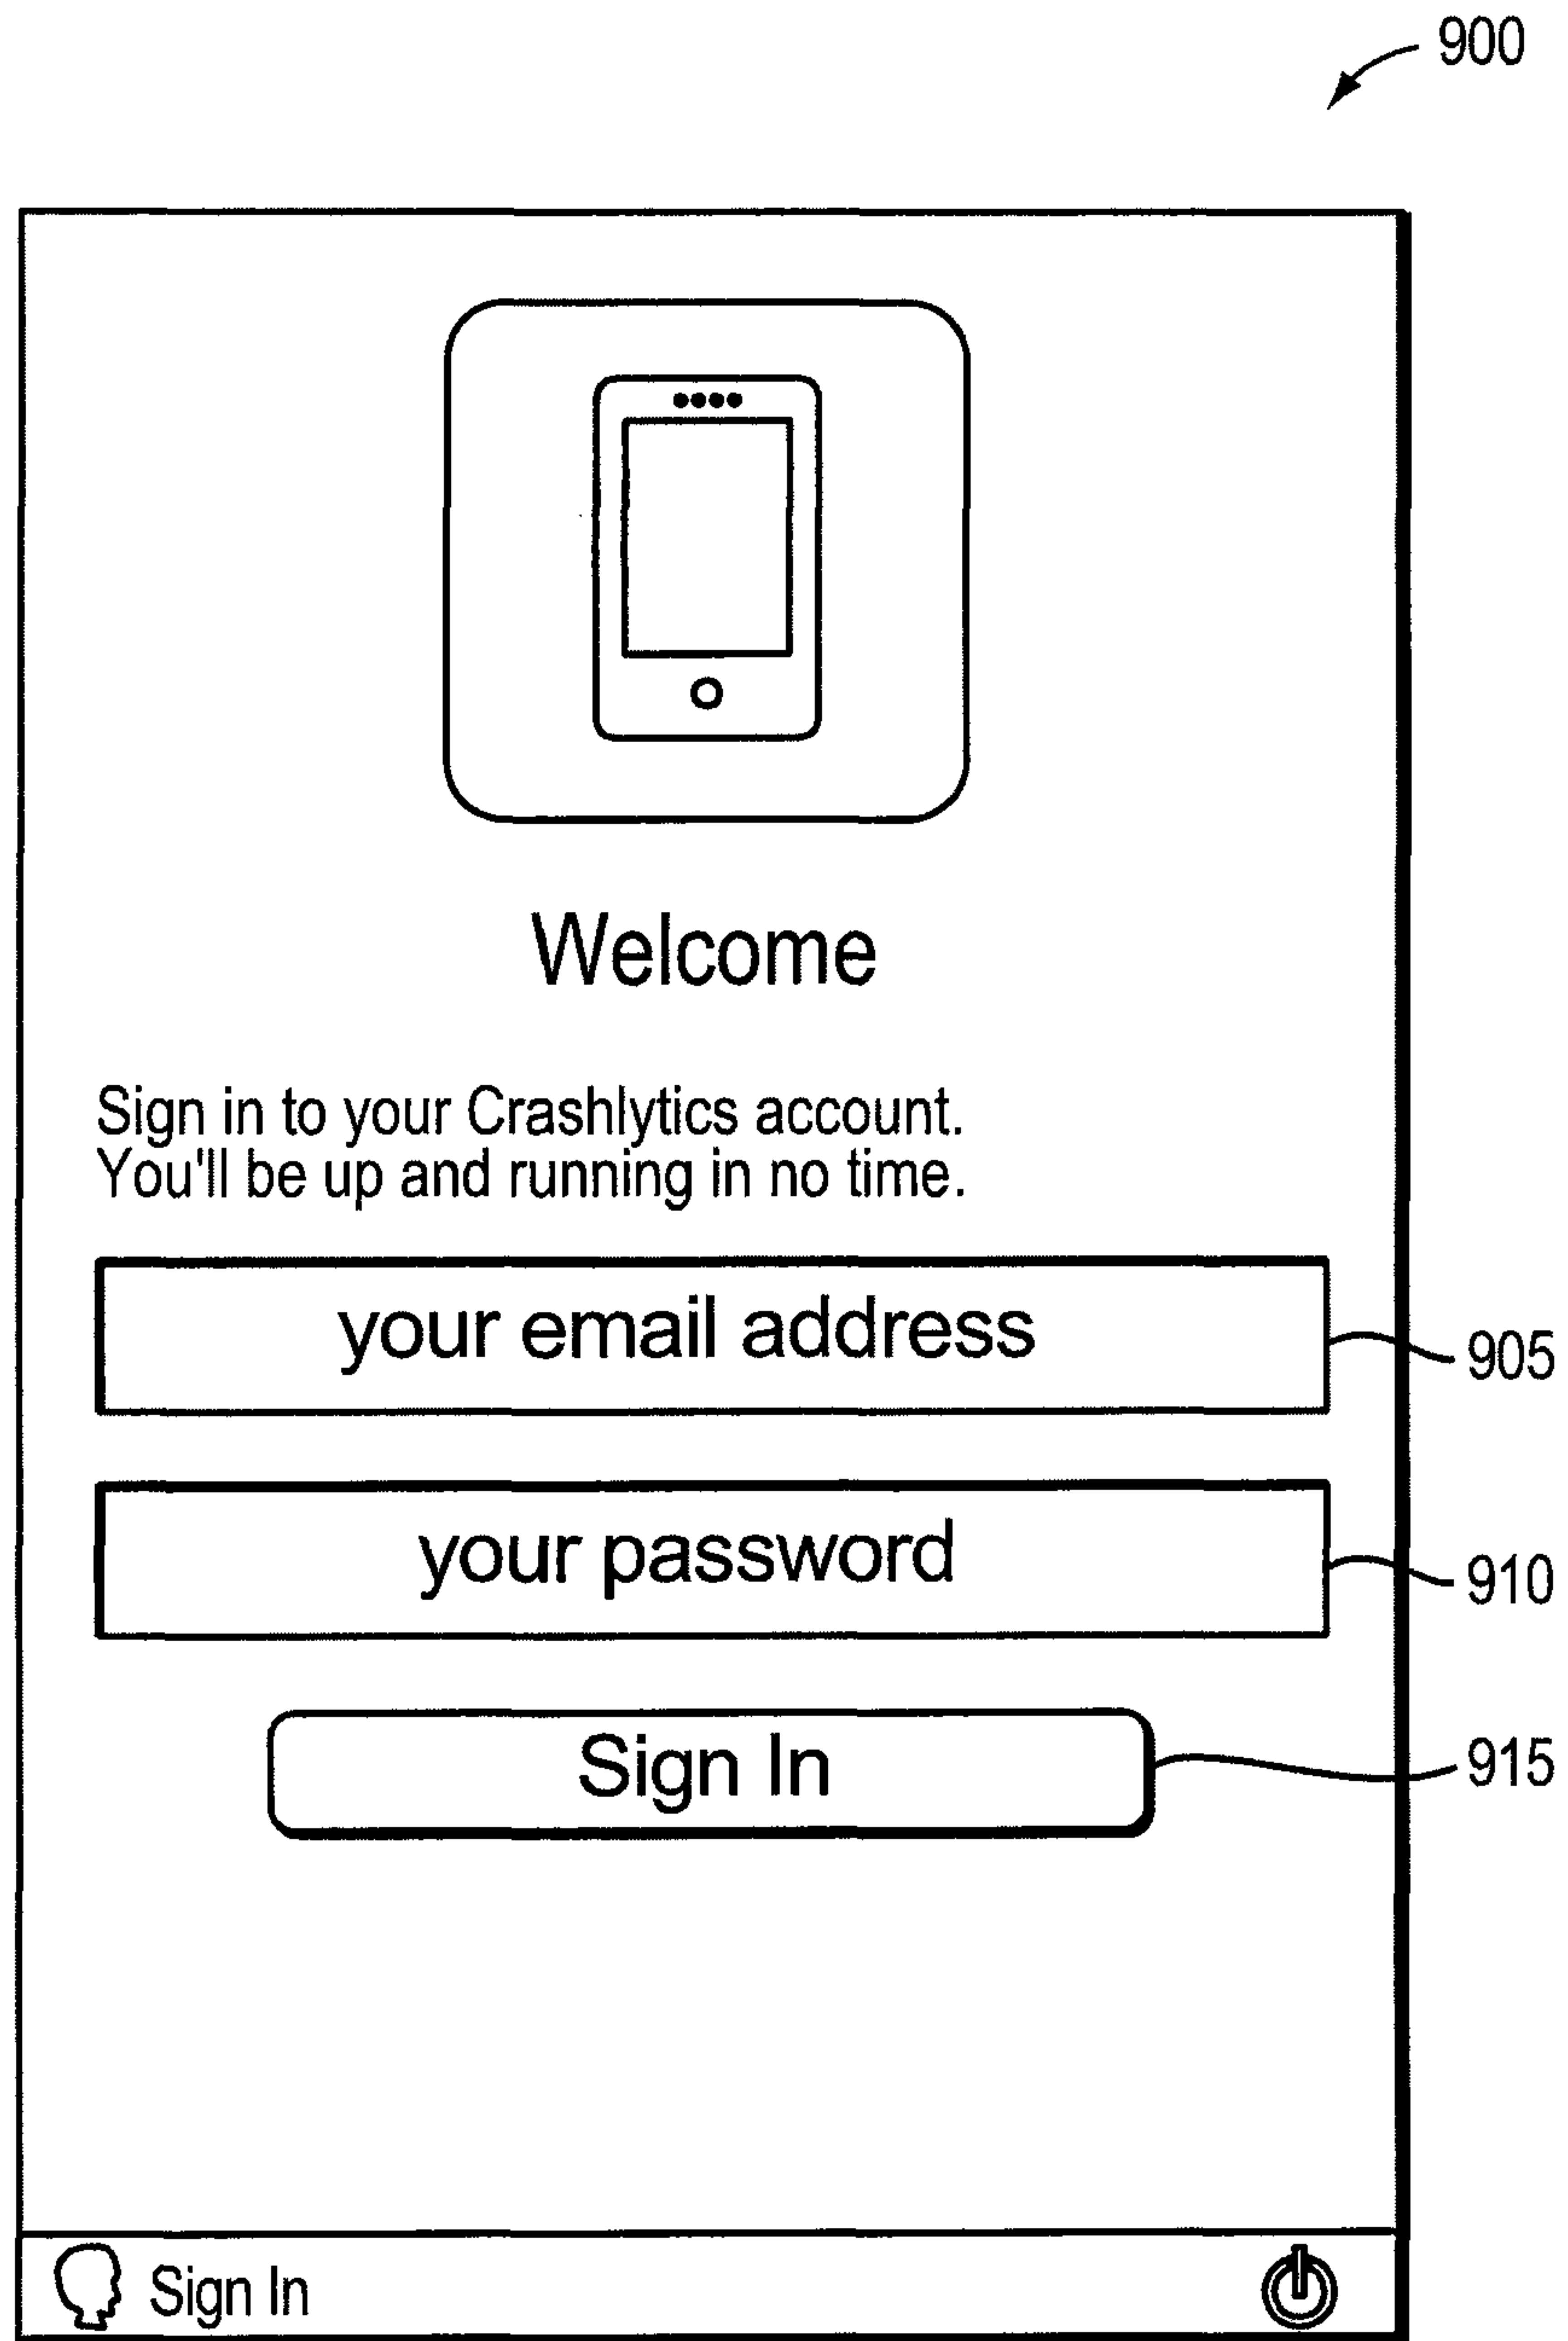 900
Welcome
Sign in to your Crashlytics account.
You'll be up and running in no time.
your email address
905
your password
910
Sign In
915
Sign In